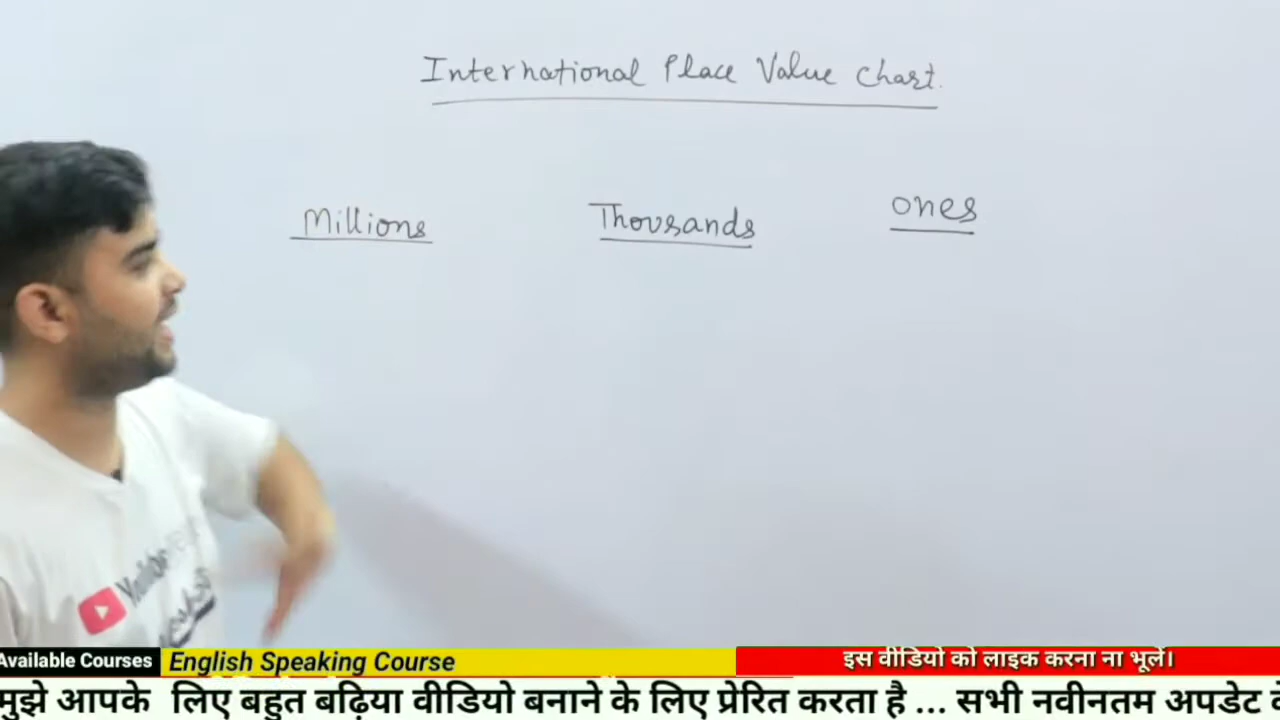 International Place Value Chart.
Millions Thousands ones
YouTube
Available Courses English Speaking Course इस वीडियो को लाइक करना ना भूलें।
मुझे आपके लिए बहुत बढ़िया वीडियो बनाने के लिए प्रेरित करता है ... सभी नवीनतम अपडेट